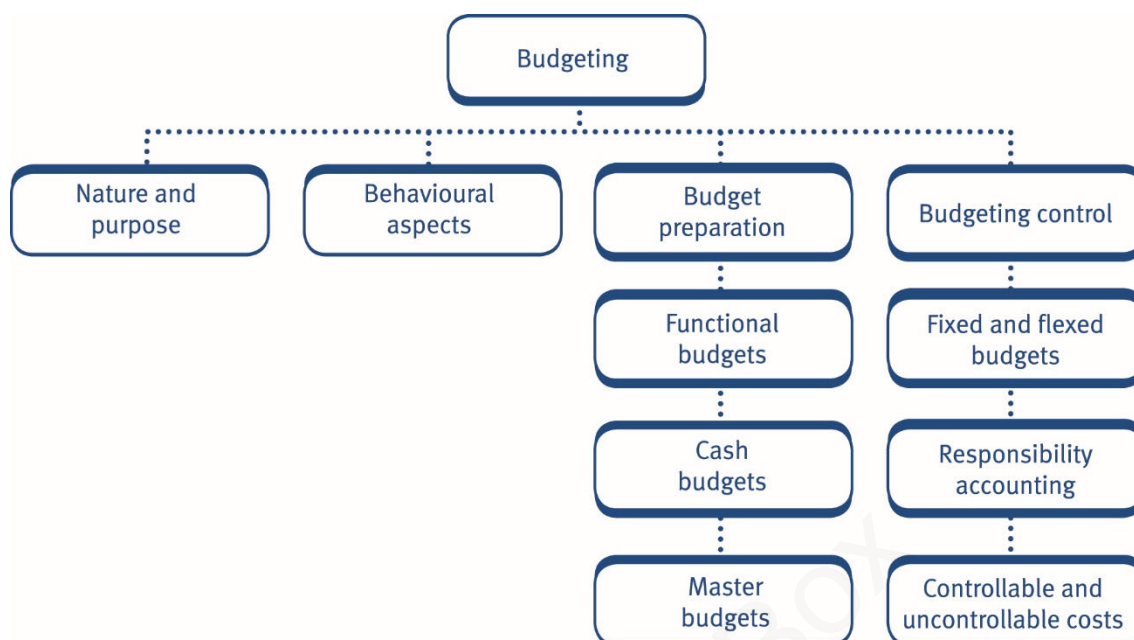 Budgeting
Nature and
purpose
Behavioural
aspects
Budget
preparation
Budgeting control
Functional
budgets
Fixed and flexed
budgets
Cash
budgets
Responsibility
accounting
Master
budgets
Controllable and
uncontrollable costs